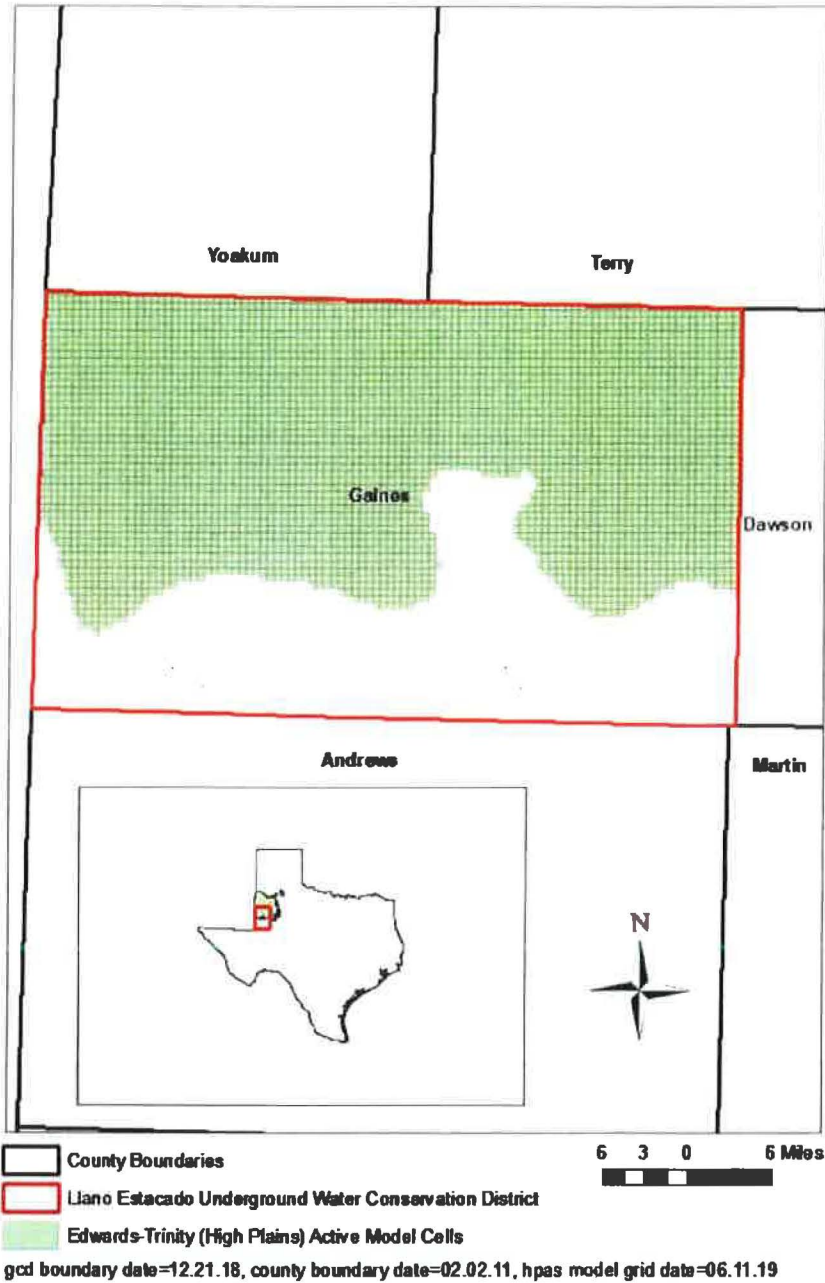 Yoakum
Terry
Gaines
Dawson
Andrews
Martin
N
6 3 0 6 Miles
County Boundaries
Llano Estacado Underground Water Conservation District
Edwards-Trinity (High Plains) Active Model Cells
gcd boundary date=12.21.18, county boundary date=02.02.11, hpas model grid date=06.11.19